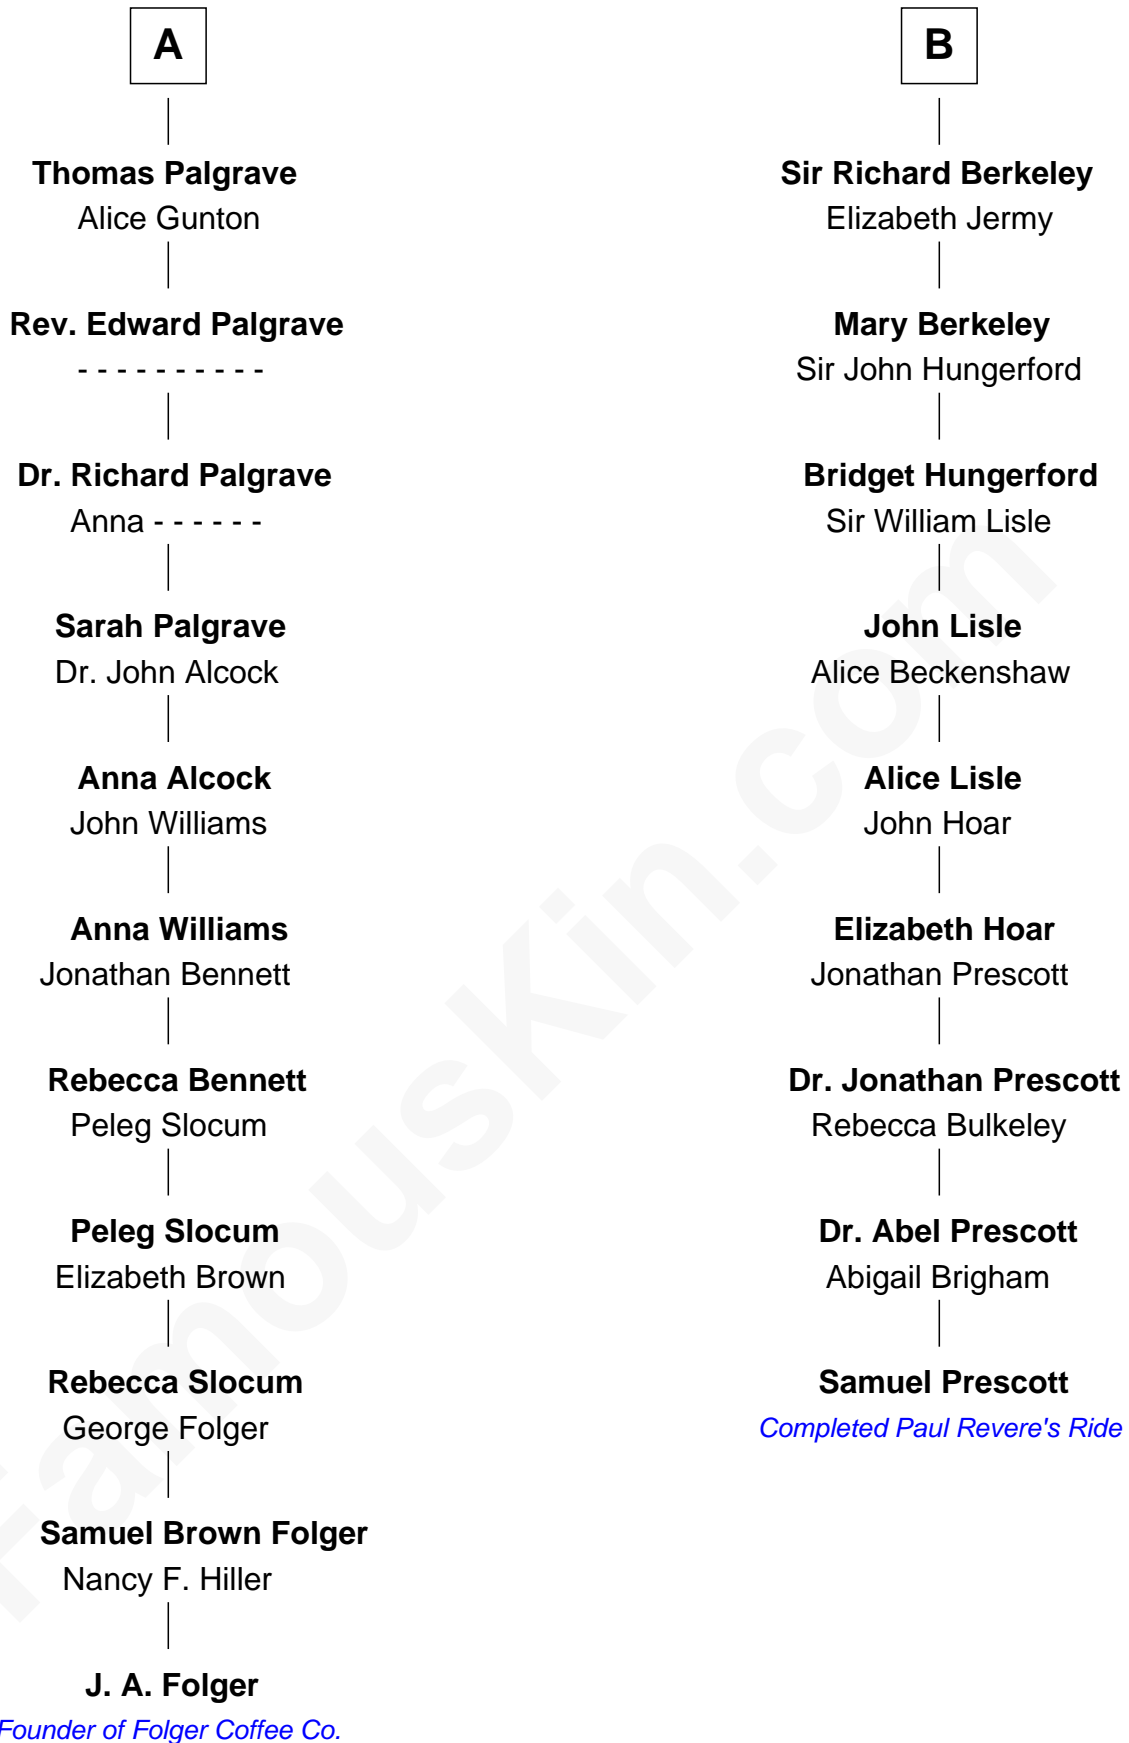 A
Thomas Palgrave
Alice Gunton
Rev. Edward Palgrave
- - - - - - - - - -
Dr. Richard Palgrave
Anna - - - - - -
Sarah Palgrave
Dr. John Alcock
Anna Alcock
John Williams
Anna Williams
Jonathan Bennett
Rebecca Bennett
Peleg Slocum
Peleg Slocum
Elizabeth Brown
Rebecca Slocum
George Folger
Samuel Brown Folger
Nancy F. Hiller
J. A. Folger
Founder of Folger Coffee Co.
B
Sir Richard Berkeley
Elizabeth Jermy
Mary Berkeley
Sir John Hungerford
Bridget Hungerford
Sir William Lisle
John Lisle
Alice Beckenshaw
Alice Lisle
John Hoar
Elizabeth Hoar
Jonathan Prescott
Dr. Jonathan Prescott
Rebecca Bulkeley
Dr. Abel Prescott
Abigail Brigham
Samuel Prescott
Completed Paul Revere's Ride
FamousKin.com